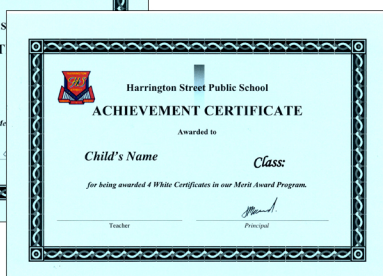 Harrington Street Public School
ACHIEVEMENT CERTIFICATE
Awarded to
Child's Name
Class:
for being awarded 4 White Certificates in our Merit Award Program.
Teacher
Principal